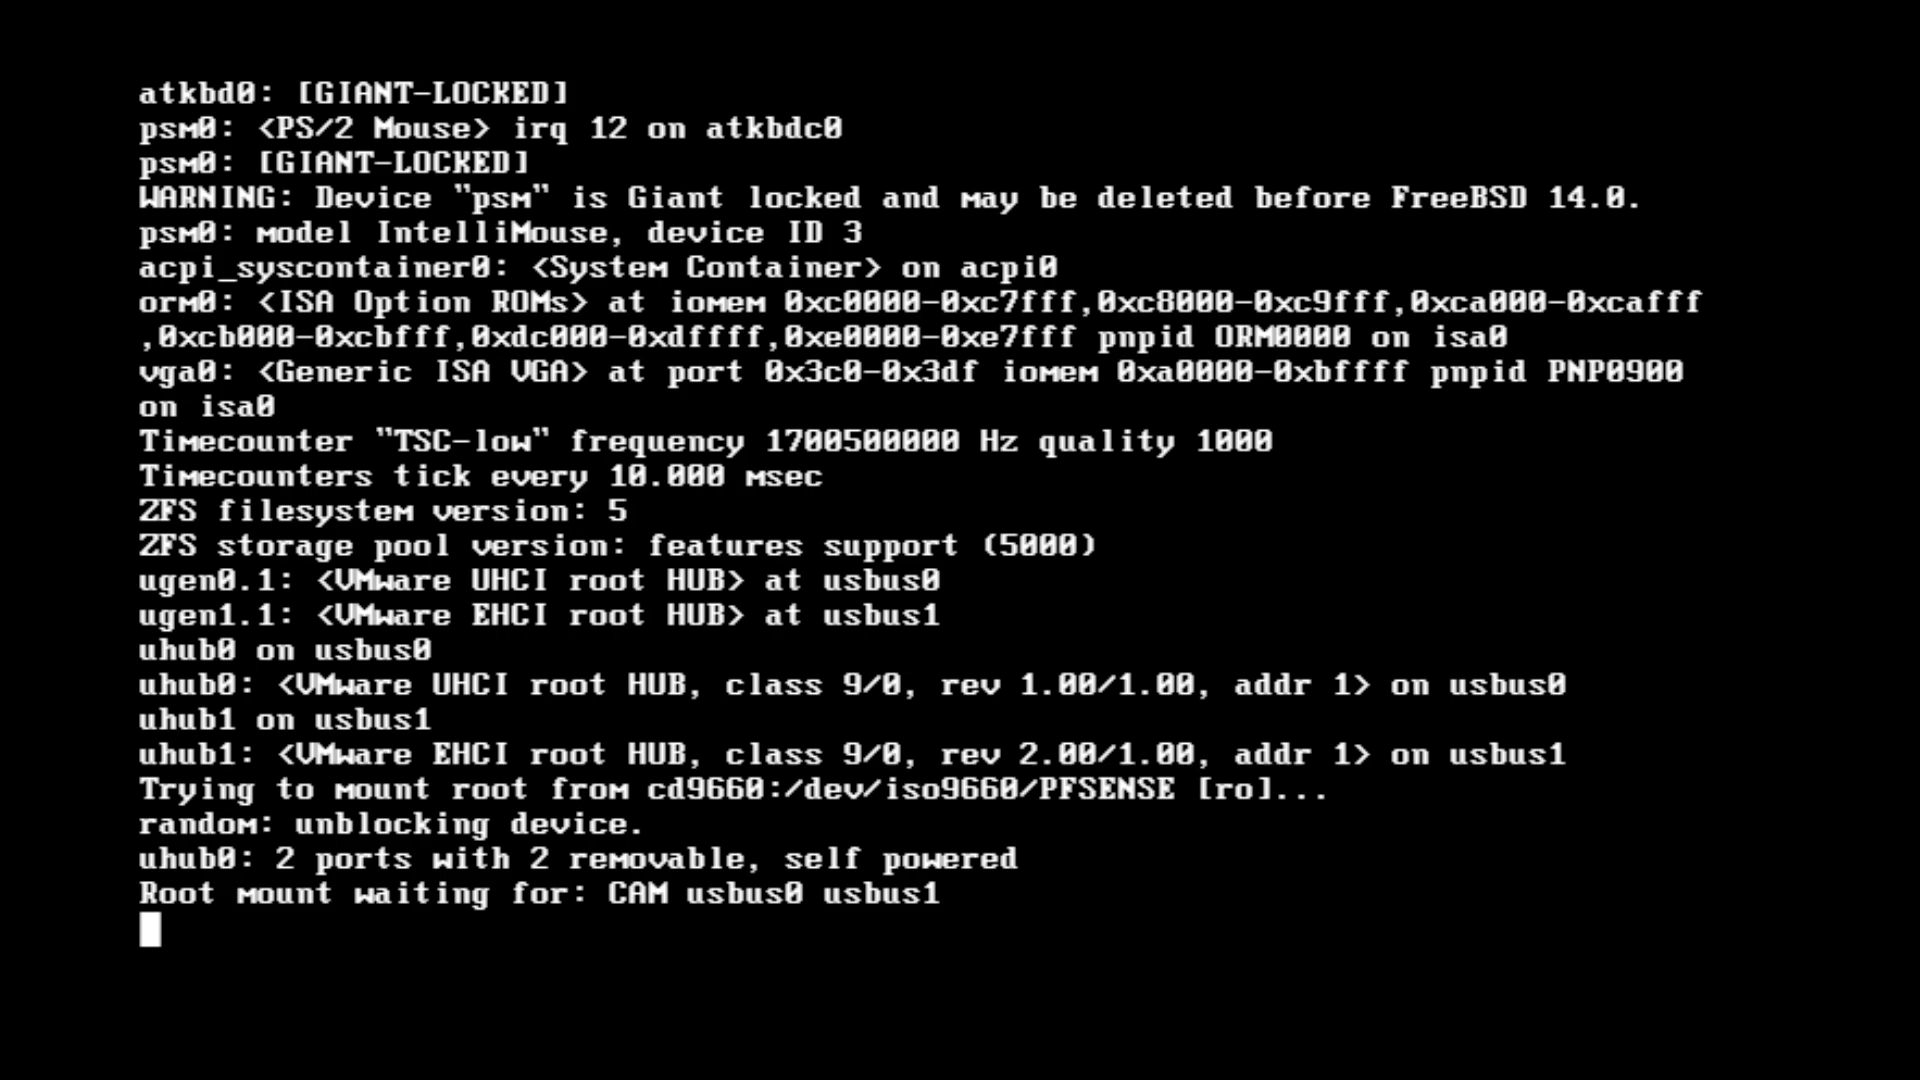 atkbd0: [GIANT-LOCKED]
psm0: <PS/2 Mouse> irq 12 on atkbdc0
psm0: [GIANT-LOCKED]
WARNING: Device "psm" is Giant locked and may be deleted before FreeBSD 14.0.
psm0: model IntelliMouse, device ID 3
acpi_syscontainer0: <System Container> on acpi0
orm0: <ISA Option ROMs> at iomem 0xc0000-0xc7fff,0xc8000-0xc9fff,0xca000-0xcafff
,0xcb000-0xcbfff,0xdc000-0xdffff,0xe0000-0xe7fff pnpid ORM0000 on isa0
vga0: <Generic ISA VGA> at port 0x3c0-0x3df iomem 0xa0000-0xbffff pnpid PNP0900
on isa0
Timecounter "TSC-low" frequency 1700500000 Hz quality 1000
Timecounters tick every 10.000 msec
ZFS filesystem version: 5
ZFS storage pool version: features support (5000)
ugen0.1: <VMware UHCI root HUB> at usbus0
ugen1.1: <VMware EHCI root HUB> at usbus1
uhub0 on usbus0
uhub0: <VMware UHCI root HUB, class 9/0, rev 1.00/1.00, addr 1> on usbus0
uhub1 on usbus1
uhub1: <VMware EHCI root HUB, class 9/0, rev 2.00/1.00, addr 1> on usbus1
Trying to mount root from cd9660:/dev/iso9660/PFSENSE [ro]...
random: unblocking device.
uhub0: 2 ports with 2 removable, self powered
Root mount waiting for: CAM usbus0 usbus1